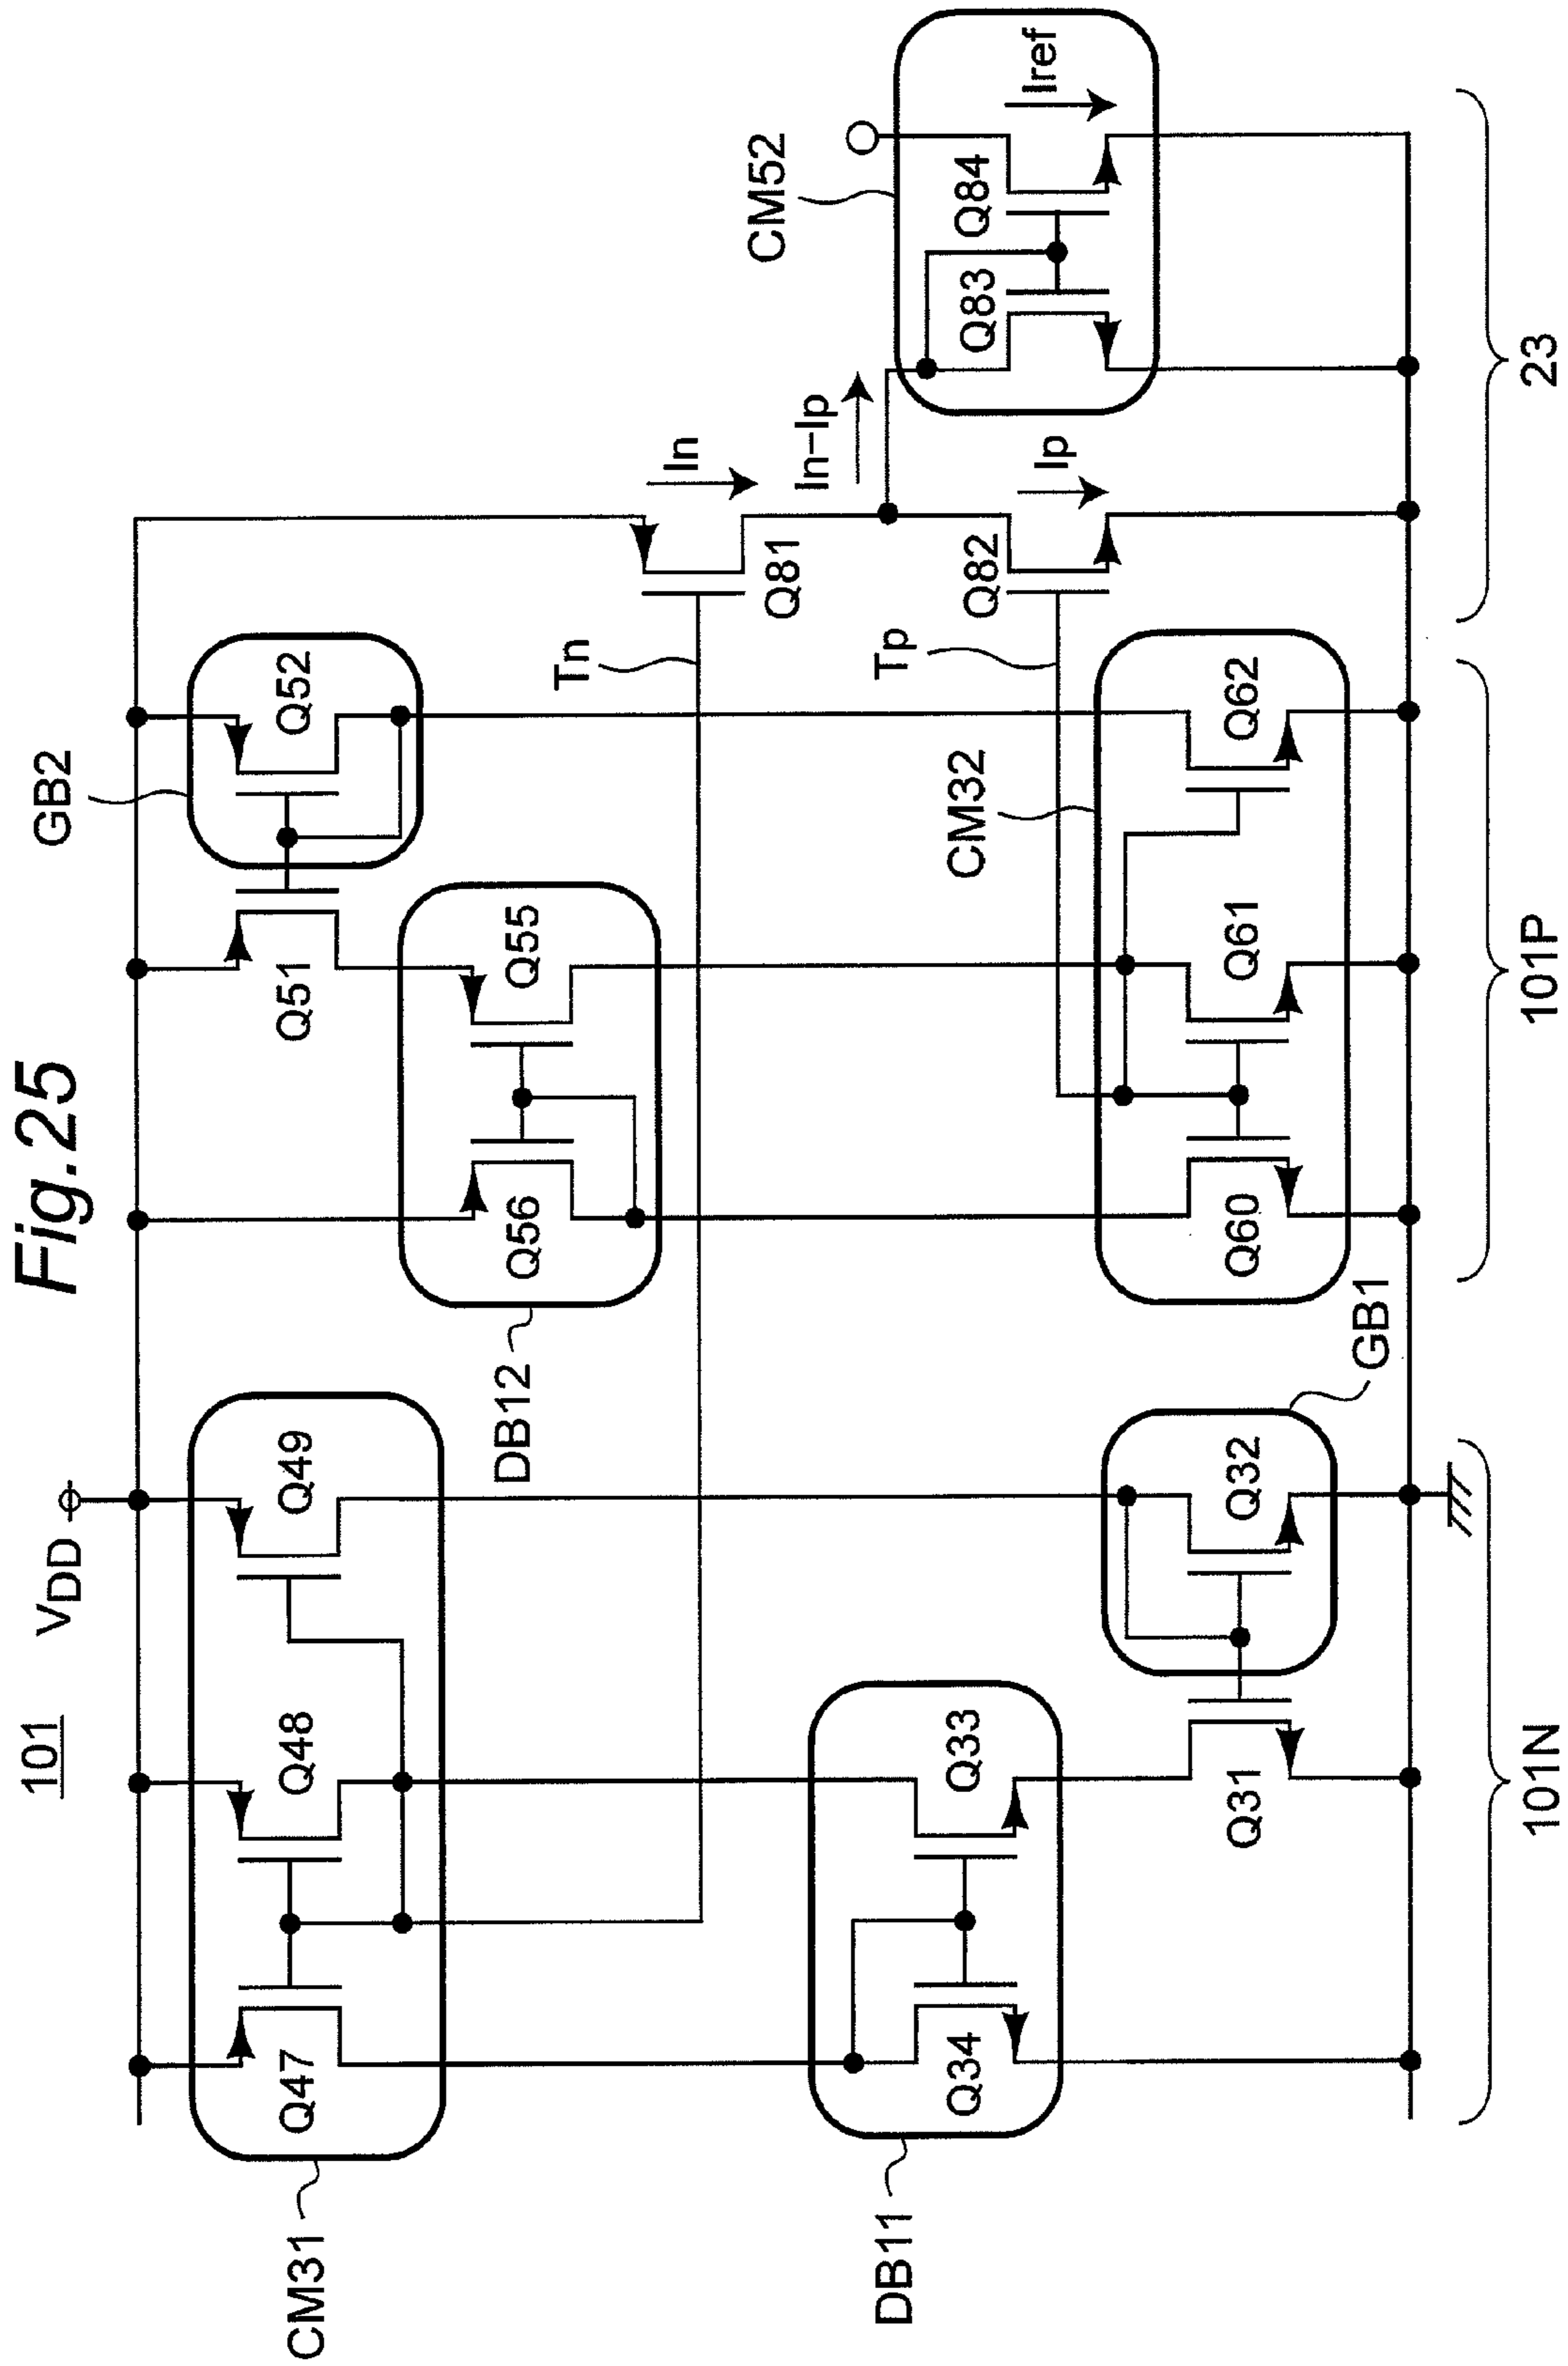 Fig.25
101
VDD
GB2
CM31
Q47
Q48
Q49
Q51
Q52
DB12
Q56
Q55
Tn
In
Q81
In-Ip
CM52
DB11
Q34
Q33
CM32
Tp
Q82
Ip
Q83
Q84
Iref
Q31
Q32
GB1
Q60
Q61
Q62
101N
101P
23